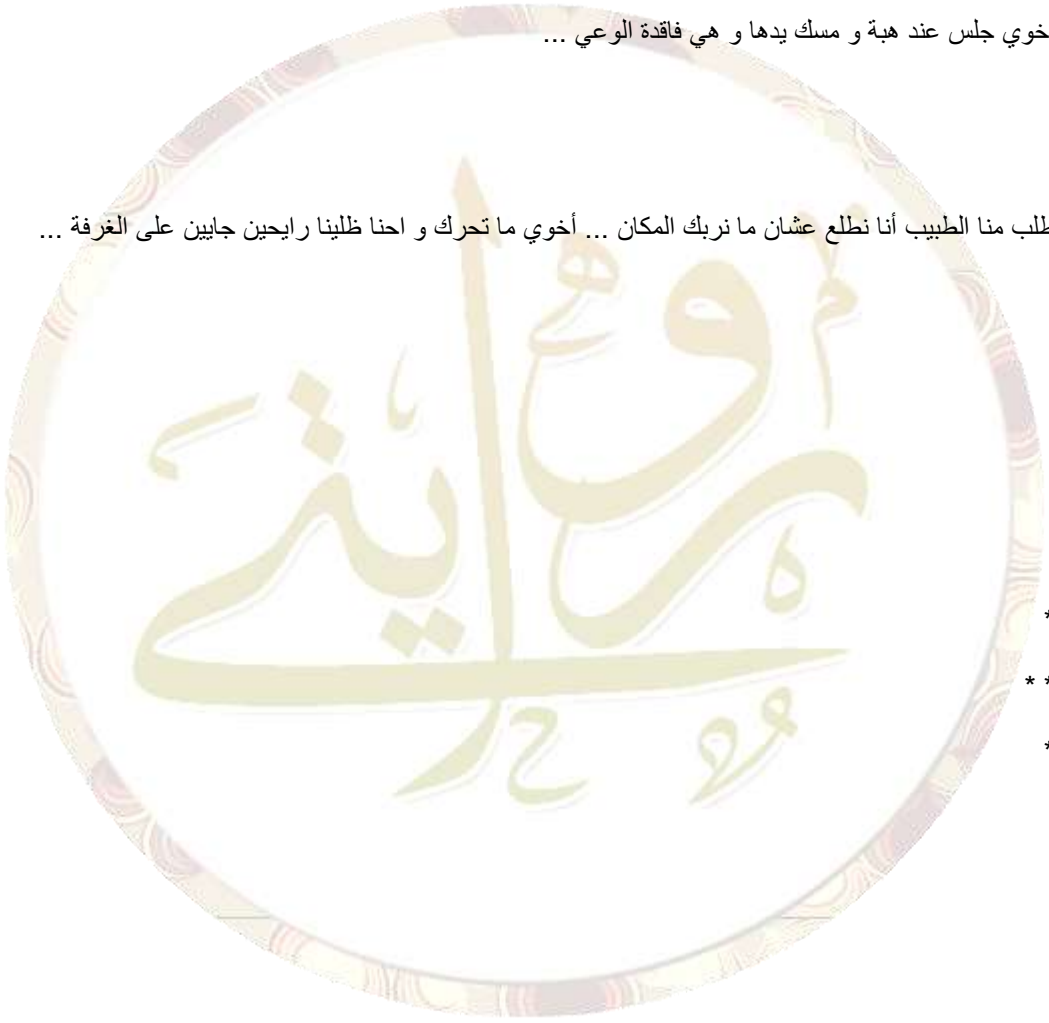 خوي جلس عند هبة و مسك يدها و هي فاقدة الوعي ...
طلب منا الطبيب أنا نطلع عشان ما نربك المكان ... أخوي ما تحرك و احنا ظلينا رايحين جايين على الغرفة ...
*
* *
*